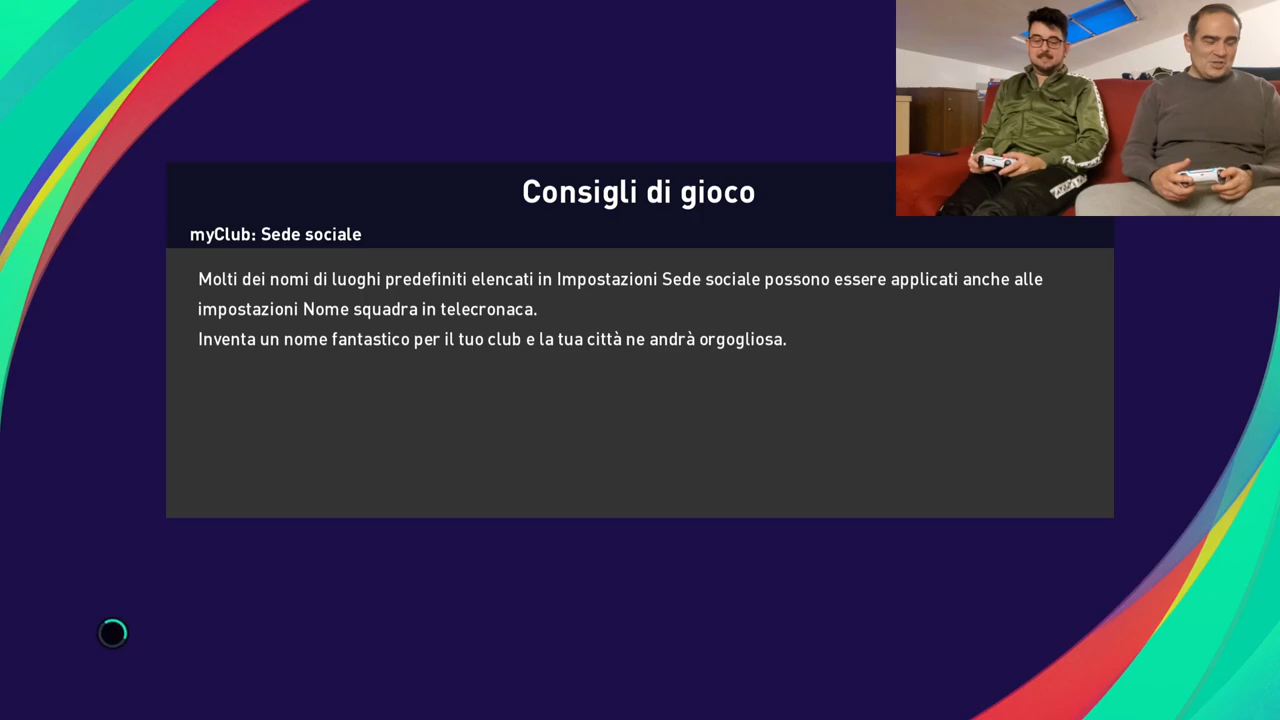 Consigli di gioco
myClub: Sede sociale
Molti dei nomi di luoghi predefiniti elencati in Impostazioni Sede sociale possono essere applicati anche alle
impostazioni Nome squadra in telecronaca.
Inventa un nome fantastico per il tuo club e la tua città ne andrà orgogliosa.